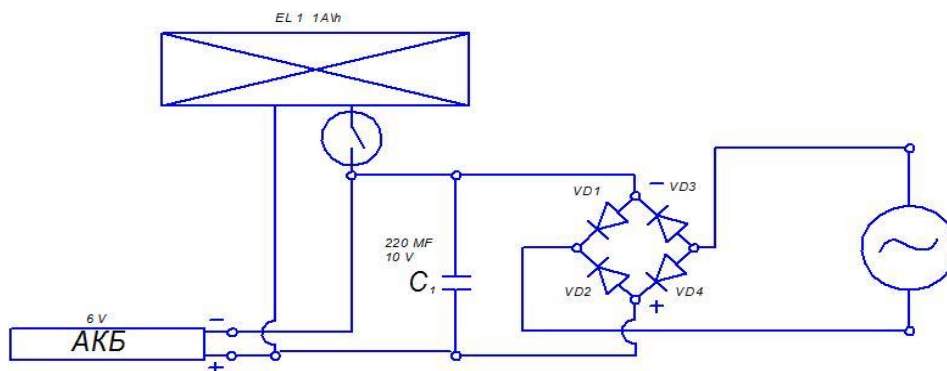 EL 1 1A\h
VD1
– VD3
220 MF
10 V
C₁
VD2
VD4
+
6 V
–
АКБ
+